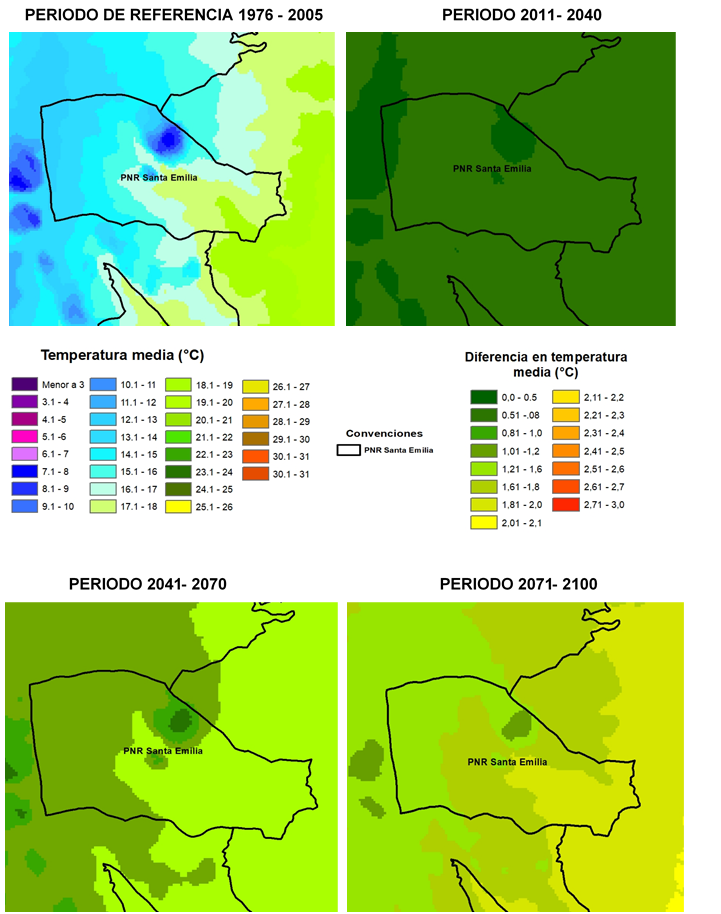 PERIODO DE REFERENCIA 1976 - 2005
PERIODO 2011- 2040
PNR Santa Emilia
PNR Santa Emilia
Temperatura media (°C)
Menor a 3
3.1 - 4
4.1 -5
5.1 -6
6.1 - 7
7.1 - 8
8.1 - 9
9.1 - 10
10.1 - 11
11.1 - 12
12.1 - 13
13.1 - 14
14.1 - 15
15.1 - 16
16.1 - 17
17.1 - 18
18.1 - 19
19.1 - 20
20.1 - 21
21.1 - 22
22.1 - 23
23.1 - 24
24.1 - 25
25.1 - 26
26.1 - 27
27.1 - 28
28.1 - 29
29.1 - 30
30.1 - 31
30.1 - 31
Convenciones
PNR Santa Emilia
Diferencia en temperatura
media (°C)
0,0 - 0.5
0.51 -.08
0.81 - 1,0
1,01 -1,2
1,21 - 1,6
1,61 -1,8
1,81 - 2,0
2,01 - 2,1
2,11 - 2,2
2,21 - 2,3
2,31 - 2,4
2,41 - 2,5
2,51 - 2,6
2,61 - 2,7
2,71 - 3,0
PERIODO 2041- 2070
PERIODO 2071- 2100
PNR Santa Emilia
PNR Santa Emilia